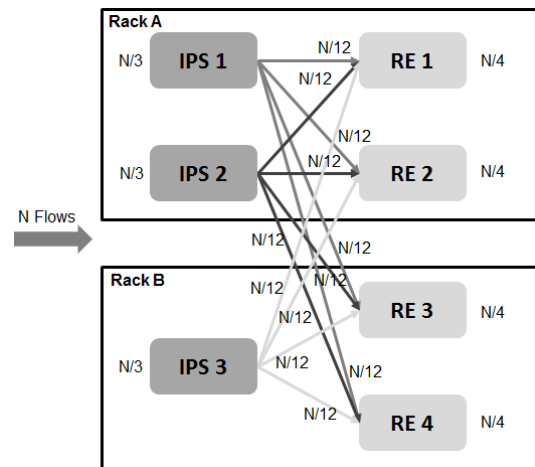 Rack A
N/3
IPS 1
N/12
RE 1
N/4
N/12
N/12
N/3
IPS 2
N/12
RE 2
N/4
N Flows
N/12
N/12
Rack B
N/12
N/12
RE 3
N/4
N/12
N/3
IPS 3
N/12
N/12
N/12
RE 4
N/4